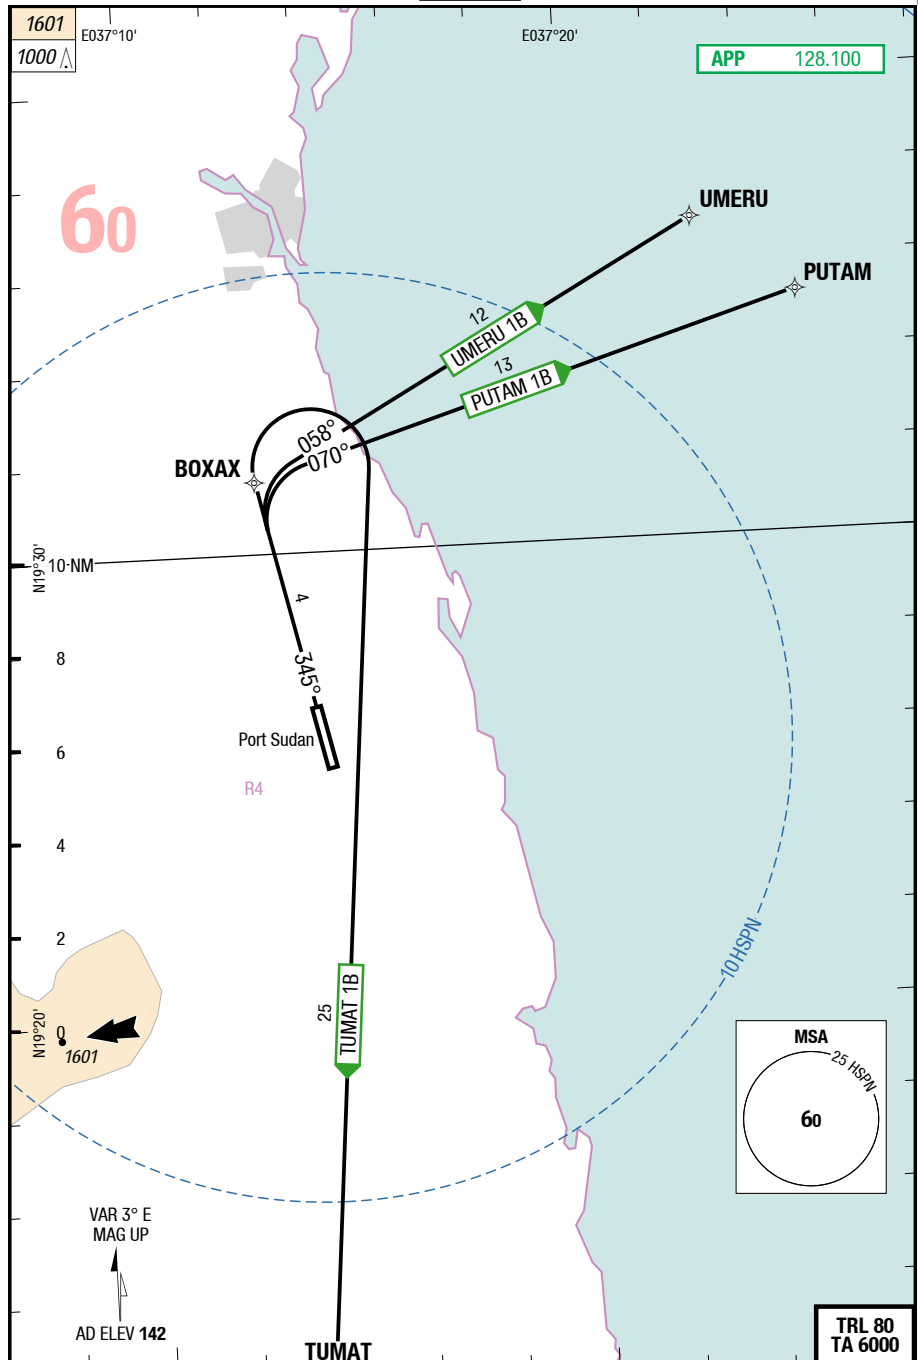 1601
1000
E037°10'
E037°20'
APP 128.100
60
UMERU
PUTAM
12
UMERU 1B
13
PUTAM 1B
058°
070°
BOXAX
N19°30'
10-NM
4
8
345°
Port Sudan
6
R4
4
2
10 HSPN
25
TUMAT 1B
N19°20'
0
1601
MSA
25 HSPN
60
VAR 3° E
MAG UP
AD ELEV 142
TUMAT
TRL 80
TA 6000